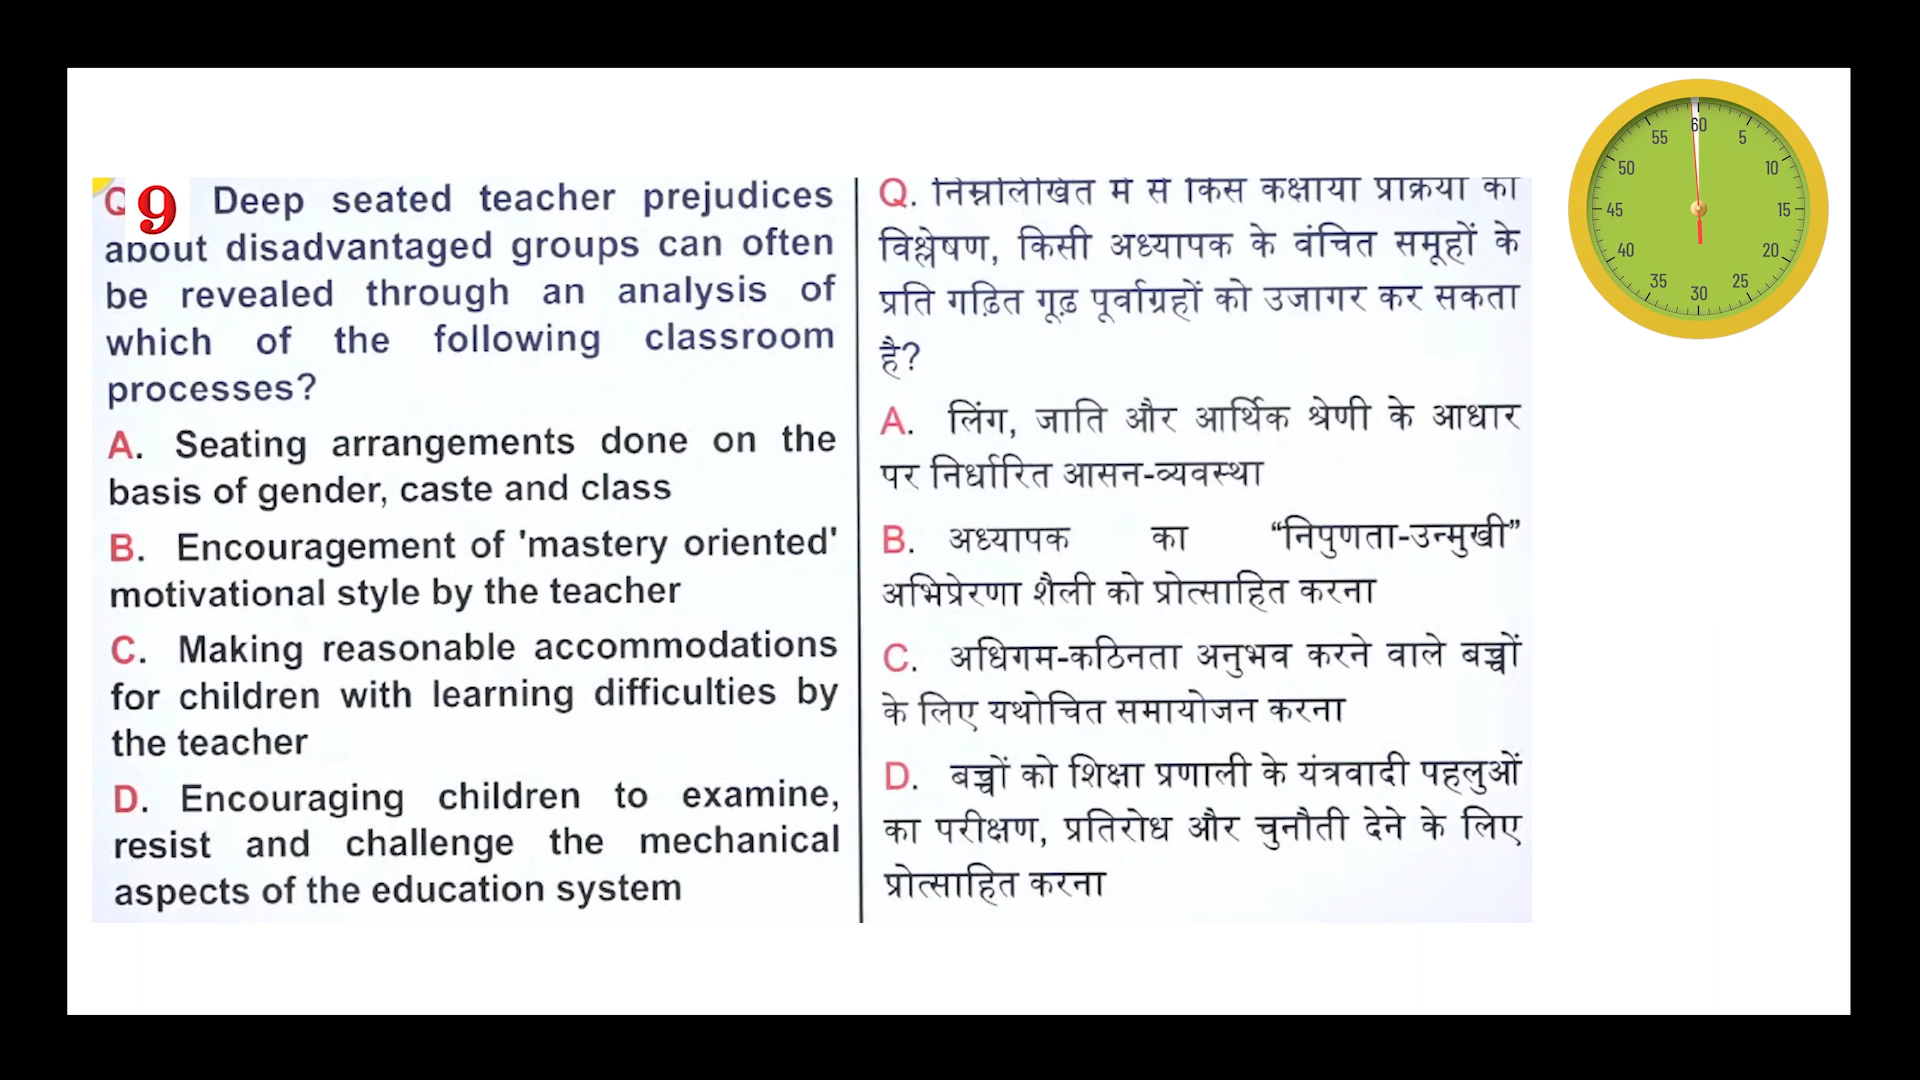 Q 9 Deep seated teacher prejudices
about disadvantaged groups can often
be revealed through an analysis of
which of the following classroom
processes?
A. Seating arrangements done on the
basis of gender, caste and class
B. Encouragement of 'mastery oriented'
motivational style by the teacher
C. Making reasonable accommodations
for children with learning difficulties by
the teacher
D. Encouraging children to examine,
resist and challenge the mechanical
aspects of the education system
Q. निम्नलिखित में से किस कक्षीया प्रक्रिया का
विश्लेषण, किसी अध्यापक के वंचित समूहों के
प्रति गढ़ित गूढ़ पूर्वाग्रहों को उजागर कर सकता
है?
A. लिंग, जाति और आर्थिक श्रेणी के आधार
पर निर्धारित आसन-व्यवस्था
B. अध्यापक का “निपुणता-उन्मुखी”
अभिप्रेरणा शैली को प्रोत्साहित करना
C. अधिगम-कठिनता अनुभव करने वाले बच्चों
के लिए यथोचित समायोजन करना
D. बच्चों को शिक्षा प्रणाली के यंत्रवादी पहलुओं
का परीक्षण, प्रतिरोध और चुनौती देने के लिए
प्रोत्साहित करना
60
5
10
15
20
25
30
35
40
45
50
55